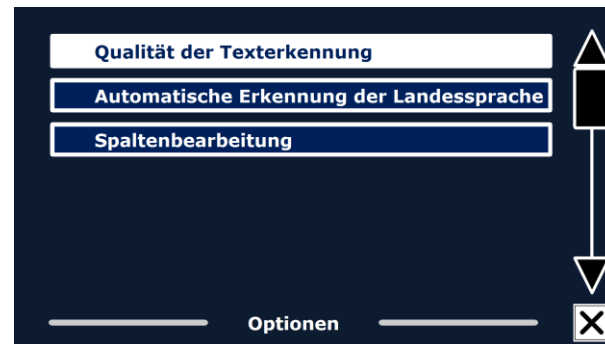 Qualität der Texterkennung
Automatische Erkennung der Landessprache
Spaltenbearbeitung
Optionen